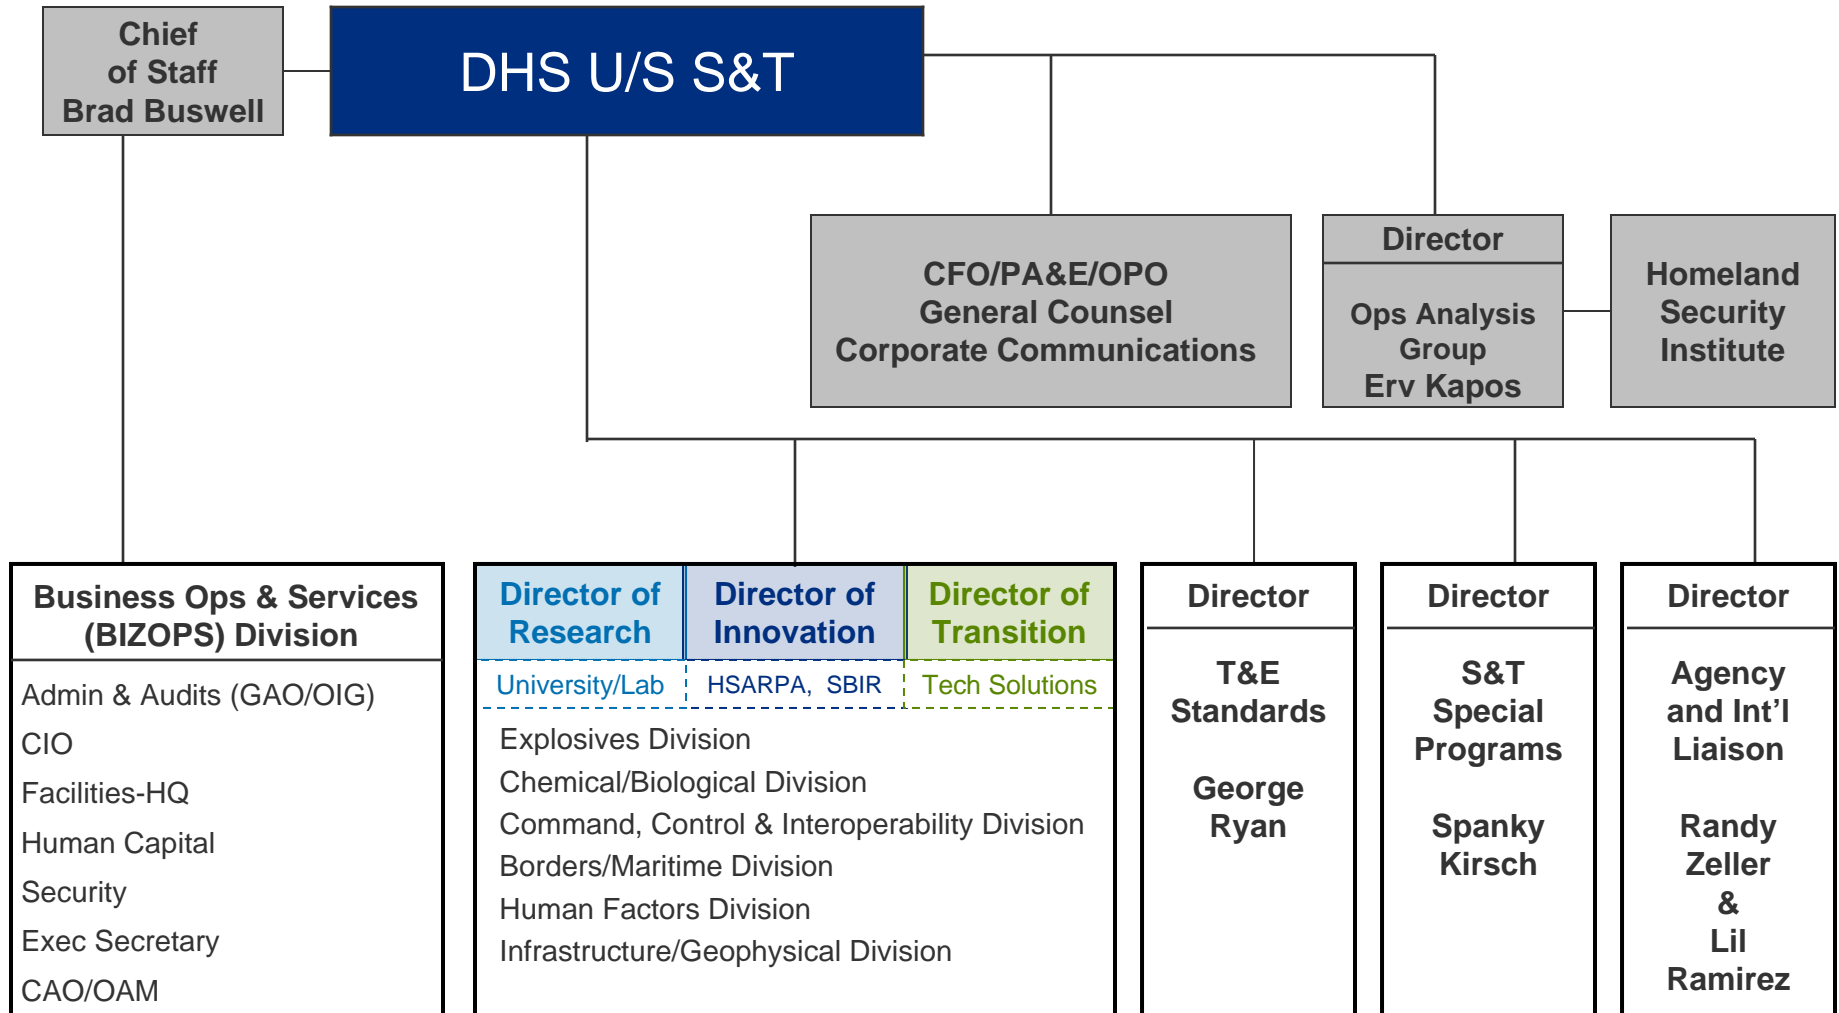 Chief
of Staff
Brad Buswell
DHS U/S S&T
CFO/PA&E/OPO
General Counsel
Corporate Communications
Director
Ops Analysis
Group
Erv Kapos
Homeland
Security
Institute
Business Ops & Services
(BIZOPS) Division
Admin & Audits (GAO/OIG)
CIO
Facilities-HQ
Human Capital
Security
Exec Secretary
CAO/OAM
Director of
Research
Director of
Innovation
Director of
Transition
University/Lab
HSARPA, SBIR
Tech Solutions
Explosives Division
Chemical/Biological Division
Command, Control & Interoperability Division
Borders/Maritime Division
Human Factors Division
Infrastructure/Geophysical Division
Director
T&E
Standards
George
Ryan
Director
S&T
Special
Programs
Spanky
Kirsch
Director
Agency
and Int’l
Liaison
Randy
Zeller
&
Lil
Ramirez